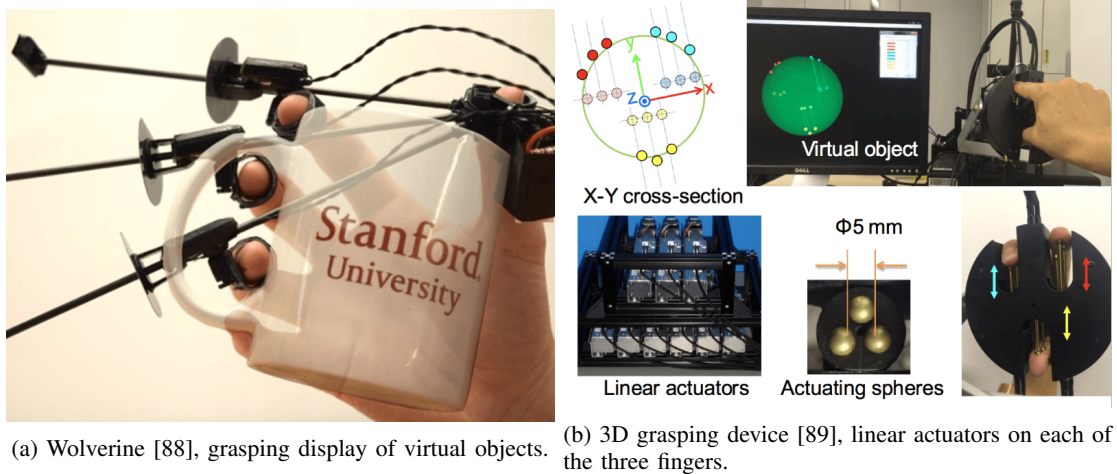 Stanford
University
y
X
Z
X-Y cross-section
Virtual object
DELL
Φ5 mm
Linear actuators
Actuating spheres
(a) Wolverine [88], grasping display of virtual objects.
(b) 3D grasping device [89], linear actuators on each of
the three fingers.